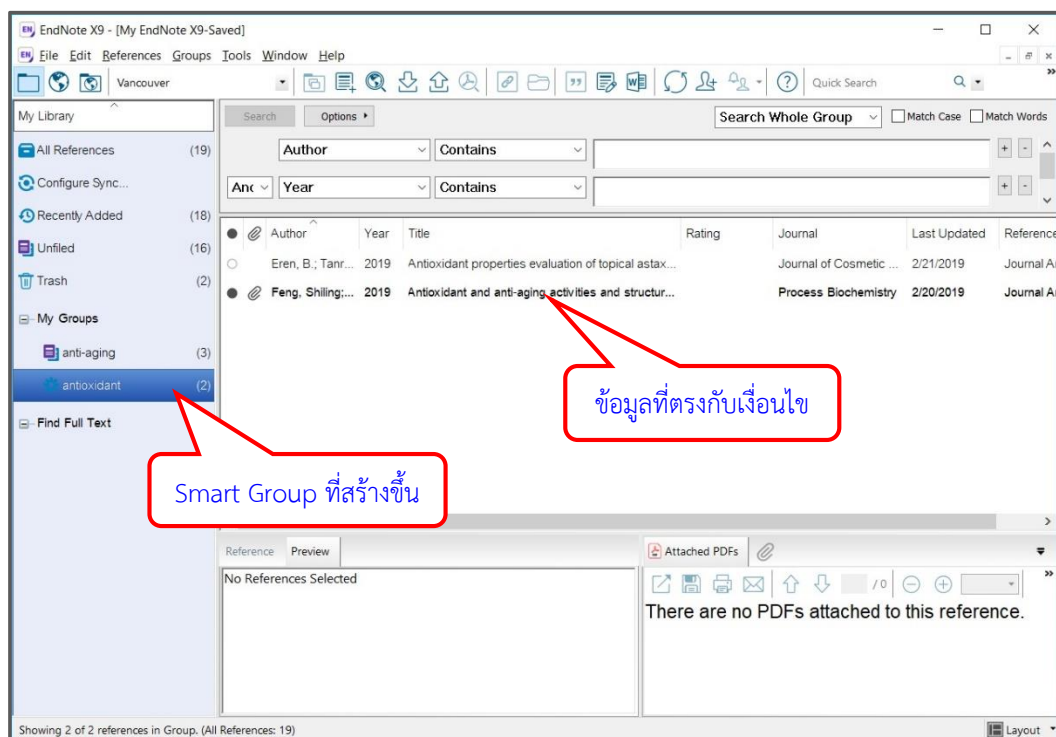 EndNote X9 - [My EndNote X9-Saved]
File Edit References Groups Tools Window Help
Vancouver Quick Search
My Library
Search Options Search Whole Group Match Case Match Words
All References (19)
Author Contains
Configure Sync...
And Year Contains
Recently Added (18)
Author Year Title Rating Journal Last Updated Reference
Unfiled (16)
Eren, B.; Tanr... 2019 Antioxidant properties evaluation of topical astax... Journal of Cosmetic ... 2/21/2019 Journal A
Trash (2)
Feng, Shiling;... 2019 Antioxidant and anti-aging activities and structur... Process Biochemistry 2/20/2019 Journal A
My Groups
anti-aging (3)
antioxidant (2)
ข้อมูลที่ตรงกับเงื่อนไข
Find Full Text
Smart Group ที่สร้างขึ้น
Reference Preview Attached PDFs
No References Selected
/ 0
There are no PDFs attached to this reference.
Showing 2 of 2 references in Group. (All References: 19) Layout